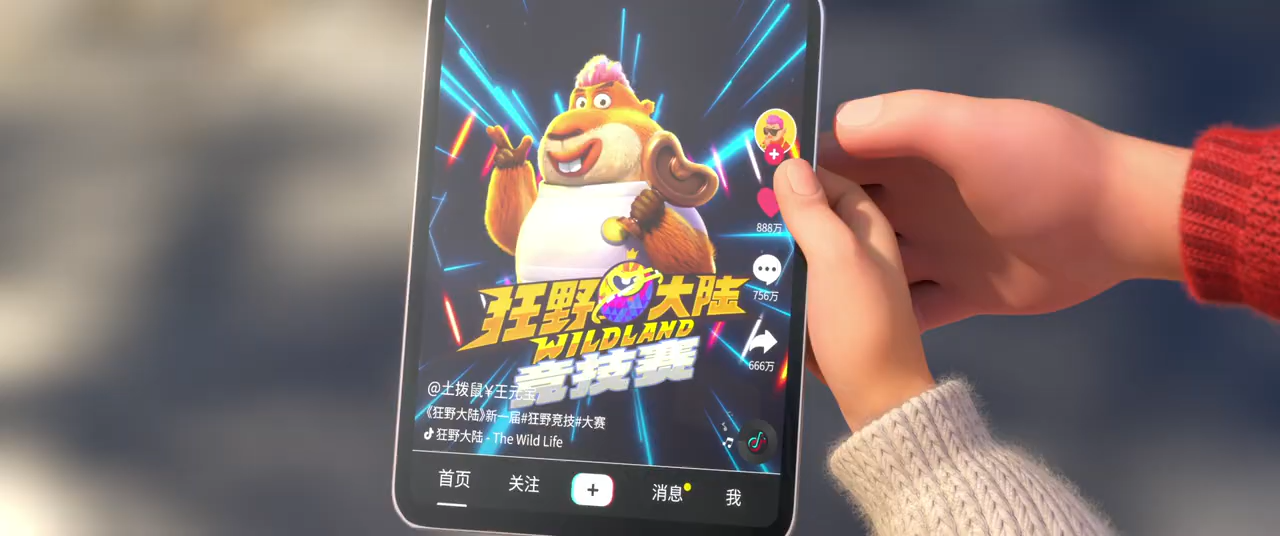 888万
756万
狂野大陆
WILDLAND
竞技赛
666万
@土拨鼠¥王元宝
《狂野大陆》新一届#狂野竞技#大赛
狂野大陆 - The Wild Life
首页 关注 消息 我